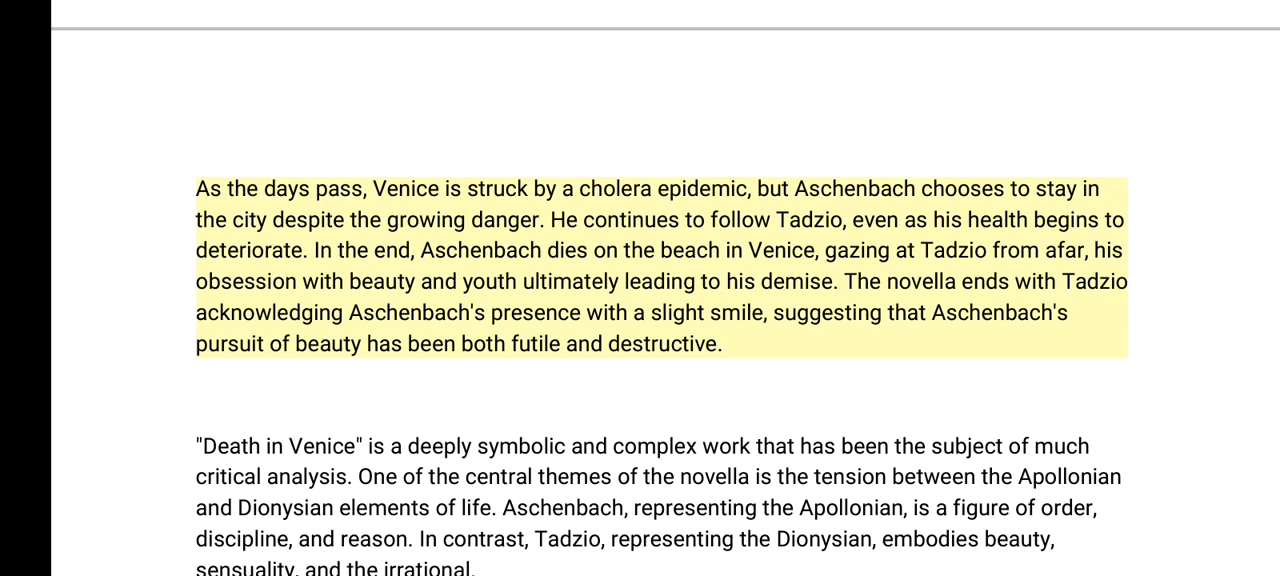 As the days pass, Venice is struck by a cholera epidemic, but Aschenbach chooses to stay in
the city despite the growing danger. He continues to follow Tadzio, even as his health begins to
deteriorate. In the end, Aschenbach dies on the beach in Venice, gazing at Tadzio from afar, his
obsession with beauty and youth ultimately leading to his demise. The novella ends with Tadzio
acknowledging Aschenbach's presence with a slight smile, suggesting that Aschenbach's
pursuit of beauty has been both futile and destructive.
"Death in Venice" is a deeply symbolic and complex work that has been the subject of much
critical analysis. One of the central themes of the novella is the tension between the Apollonian
and Dionysian elements of life. Aschenbach, representing the Apollonian, is a figure of order,
discipline, and reason. In contrast, Tadzio, representing the Dionysian, embodies beauty,
sensuality, and the irrational.